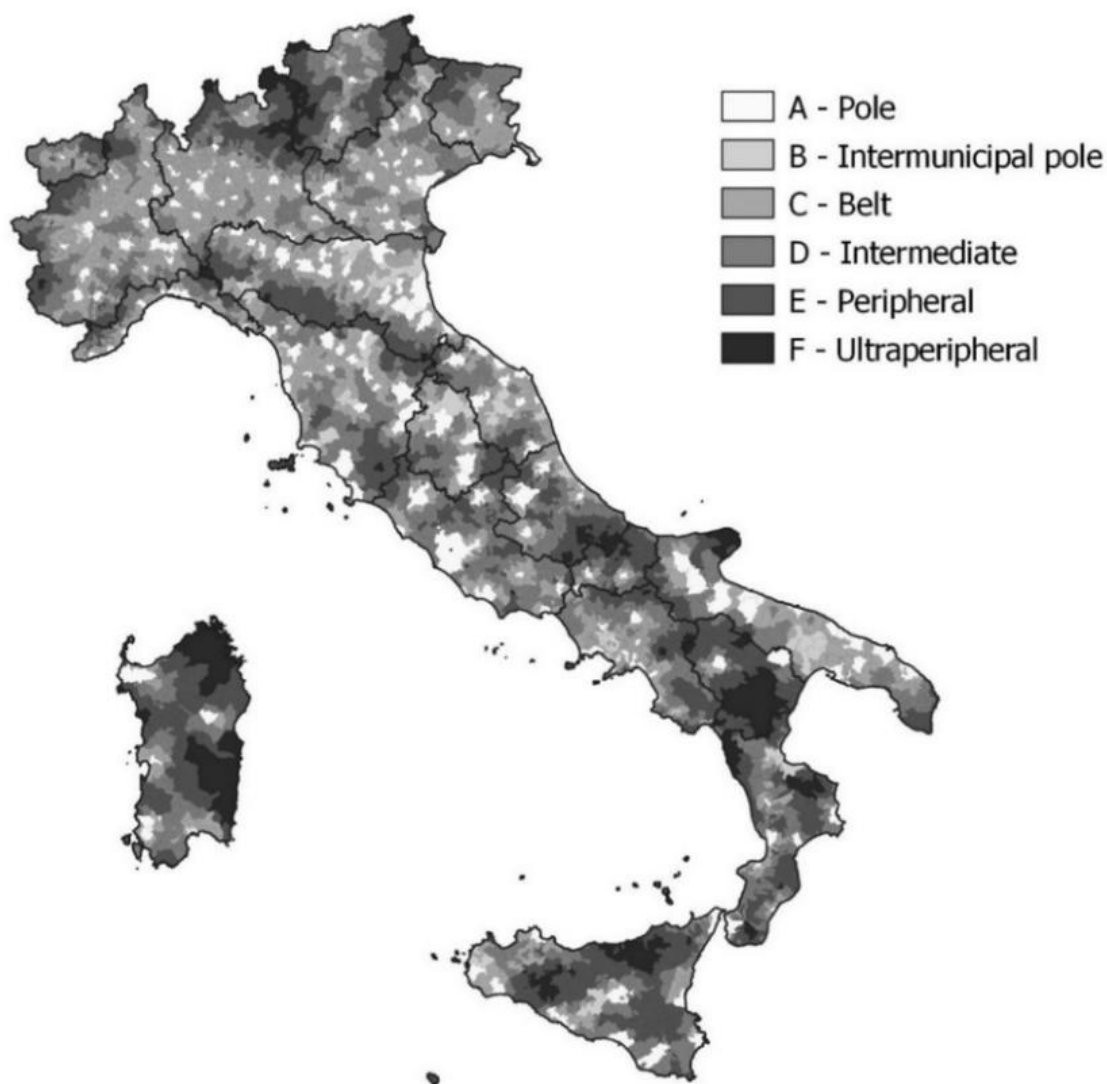 A - Pole
B - Intermunicipal pole
C - Belt
D - Intermediate
E - Peripheral
F - Ultraperipheral